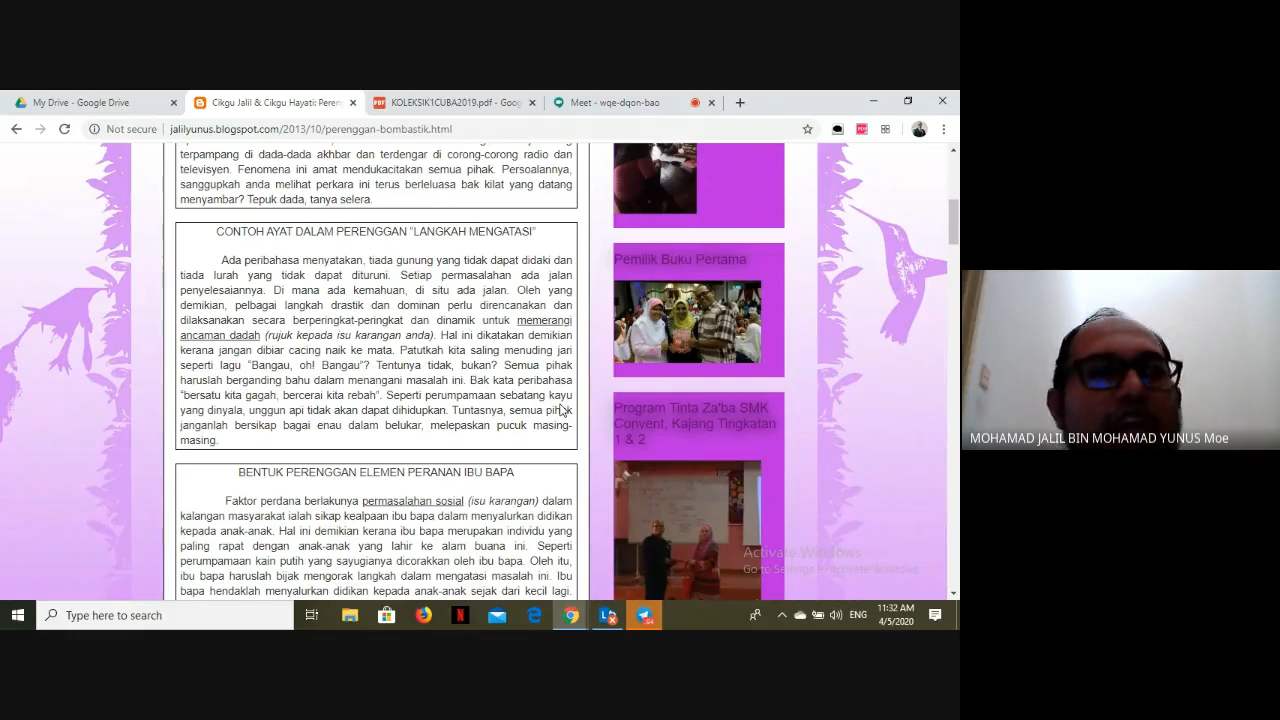 My Drive - Google Drive
Cikgu Jalil & Cikgu Hayati: Peren
KOLEKSIK1CUBA2019.pdf - Goog
Meet - wqe-dqon-bao
Not secure
jalilyunus.blogspot.com/2013/10/perenggan-bombastik.html
terpampang di dada-dada akhbar dan terdengar di corong-corong radio dan
televisyen. Fenomena ini amat mendukacitakan semua pihak. Persoalannya,
sanggupkah anda melihat perkara ini terus berleluasa bak kilat yang datang
menyambar? Tepuk dada, tanya selera.
CONTOH AYAT DALAM PERENGGAN “LANGKAH MENGATASI”
Ada peribahasa menyatakan, tiada gunung yang tidak dapat didaki dan
tiada lurah yang tidak dapat dituruni. Setiap permasalahan ada jalan
penyelesaiannya. Di mana ada kemahuan, di situ ada jalan. Oleh yang
demikian, pelbagai langkah drastik dan dominan perlu direncanakan dan
dilaksanakan secara berperingkat-peringkat dan dinamik untuk memerangi
ancaman dadah (rujuk kepada isu karangan anda). Hal ini dikatakan demikian
kerana jangan dibiar cacing naik ke mata. Patutkah kita saling menuding jari
seperti lagu “Bangau, oh! Bangau”? Tentunya tidak, bukan? Semua pihak
haruslah berganding bahu dalam menangani masalah ini. Bak kata peribahasa
“bersatu kita gagah, bercerai kita rebah”. Seperti perumpamaan sebatang kayu
yang dinyala, unggun api tidak akan dapat dihidupkan. Tuntasnya, semua pihak
janganlah bersikap bagai enau dalam belukar, melepaskan pucuk masing-
masing.
BENTUK PERENGGAN ELEMEN PERANAN IBU BAPA
Faktor perdana berlakunya permasalahan sosial (isu karangan) dalam
kalangan masyarakat ialah sikap kealpaan ibu bapa dalam menyalurkan didikan
kepada anak-anak. Hal ini demikian kerana ibu bapa merupakan individu yang
paling rapat dengan anak-anak yang lahir ke alam buana ini. Seperti
perumpamaan kain putih yang sayugianya dicorakkan oleh ibu bapa. Oleh itu,
ibu bapa haruslah bijak mengorak langkah dalam mengatasi masalah ini. Ibu
bapa hendaklah menyalurkan didikan kepada anak-anak sejak dari kecil lagi.
Pemilik Buku Pertama
Program Tinta Za'ba SMK
Convent, Kajang Tingkatan
1 & 2
Activate Windows
Go to Settings to activate Windows.
MOHAMAD JALIL BIN MOHAMAD YUNUS Moe
Type here to search
ENG
11:32 AM
4/5/2020